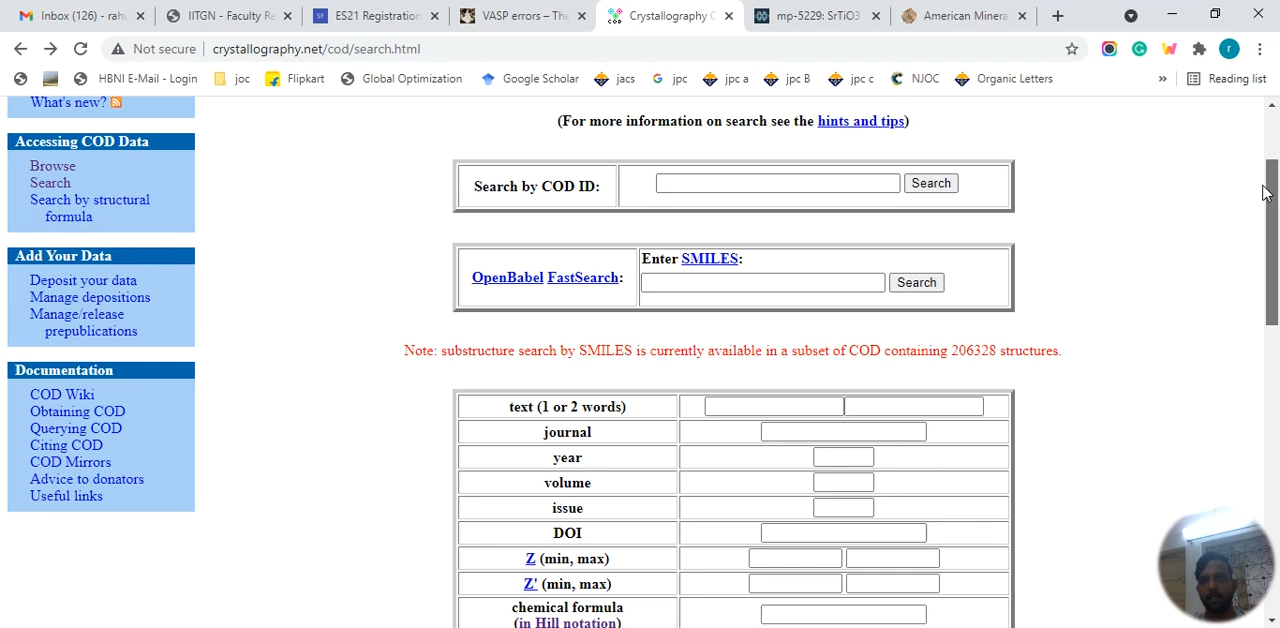 Inbox (126) - rah
IITGN - Faculty Re
ES21 Registration
VASP errors – The
Crystallography C
mp-5229: SrTiO3
American Minera
Not secure
crystallography.net/cod/search.html
r
HBNI E-Mail - Login
joc
Flipkart
Global Optimization
Google Scholar
jacs
jpc
jpc a
jpc B
jpc c
NJOC
Organic Letters
»
Reading list
What's new?
Accessing COD Data
Browse
Search
Search by structural
formula
Add Your Data
Deposit your data
Manage depositions
Manage/release
prepublications
Documentation
COD Wiki
Obtaining COD
Querying COD
Citing COD
COD Mirrors
Advice to donators
Useful links
(For more information on search see the hints and tips)
Search by COD ID:
Search
OpenBabel FastSearch:
Enter SMILES:
Search
Note: substructure search by SMILES is currently available in a subset of COD containing 206328 structures.
text (1 or 2 words)
journal
year
volume
issue
DOI
Z (min, max)
Z' (min, max)
chemical formula
(in Hill notation)